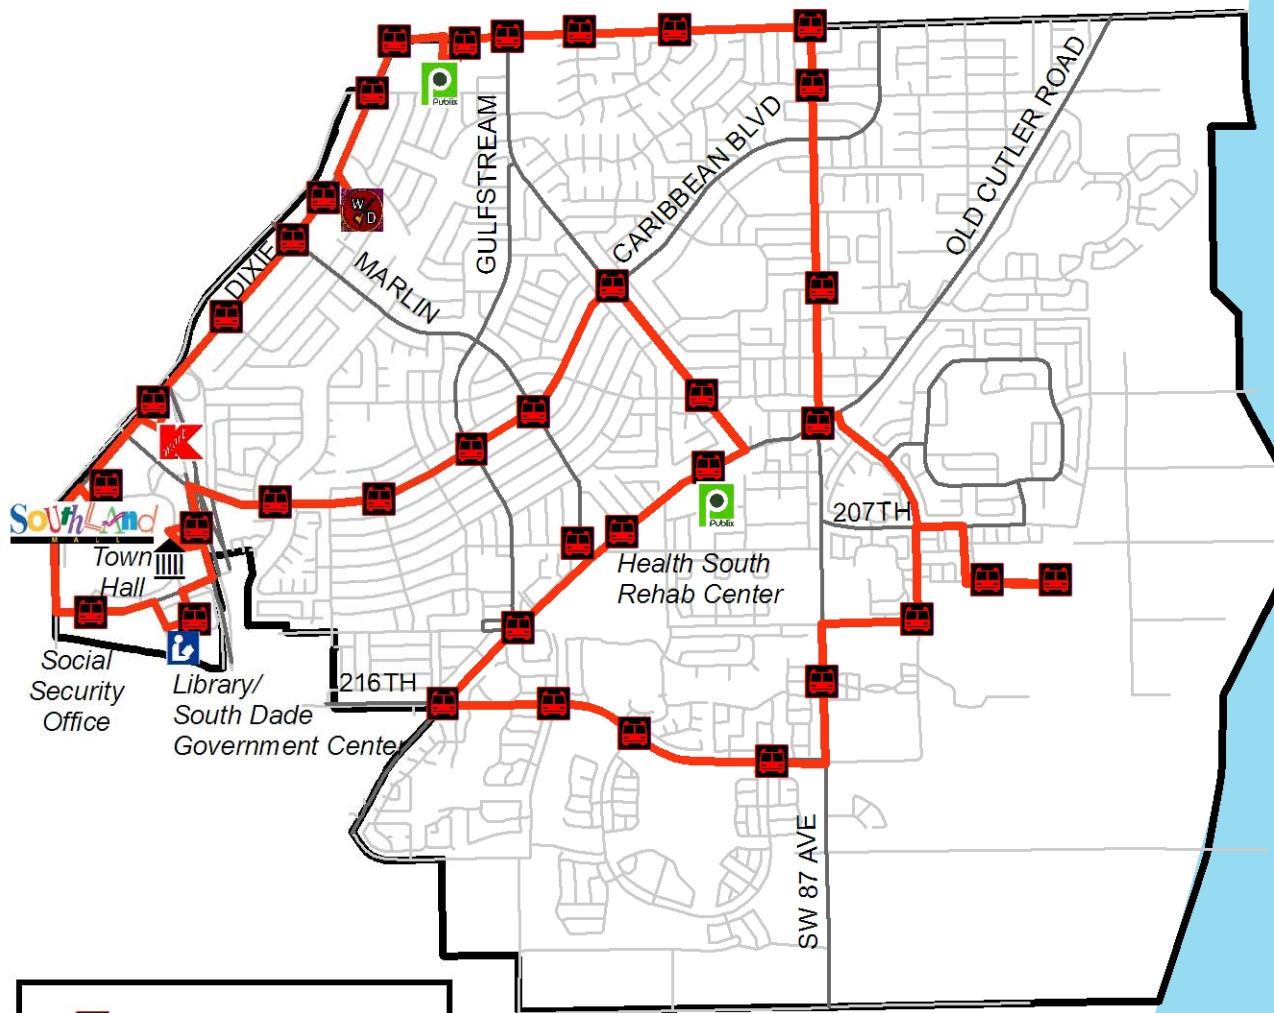 Publix
GULFSTREAM
CARIBBEAN BLVD
OLD CUTLER ROAD
W
D
DIXIE
MARLIN
K
mart
SOUTHLAND
MALL
Town
Hall
Publix
207TH
Health South
Rehab Center
Social
Security
Office
Library/
South Dade
Government Center
216TH
SW 87 AVE